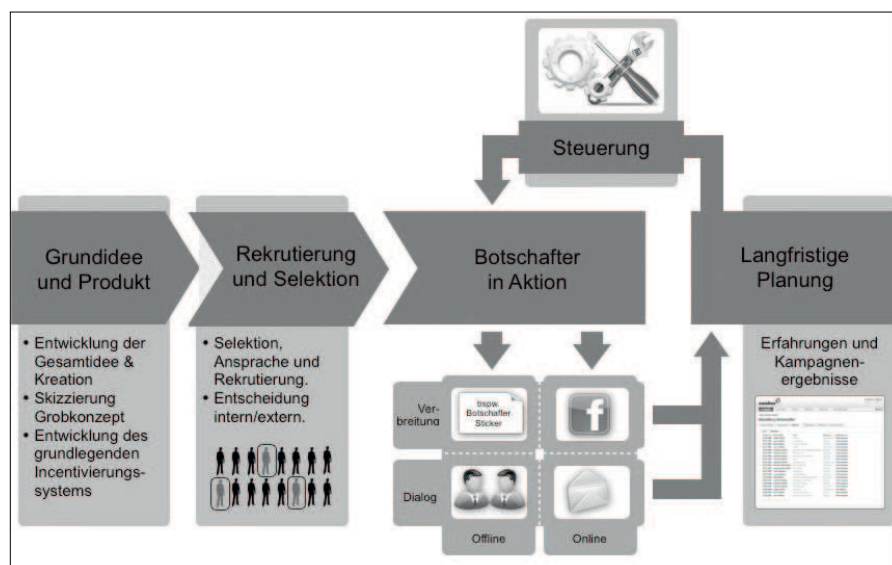 Steuerung
Grundidee
und Produkt
Rekrutierung
und Selektion
Botschafter
in Aktion
Langfristige
Planung
• Entwicklung der
Gesamtidee &
Kreation
• Skizzierung
Grobkonzept
• Entwicklung des
grundlegenden
Incentivierungs-
systems
• Selektion,
Ansprache und
Rekrutierung.
• Entscheidung
intern/extern.
Ver-
breitung
bspw.
Botschafter
Sticker
f
Dialog
Offline
Online
Erfahrungen und
Kampagnen-
ergebnisse